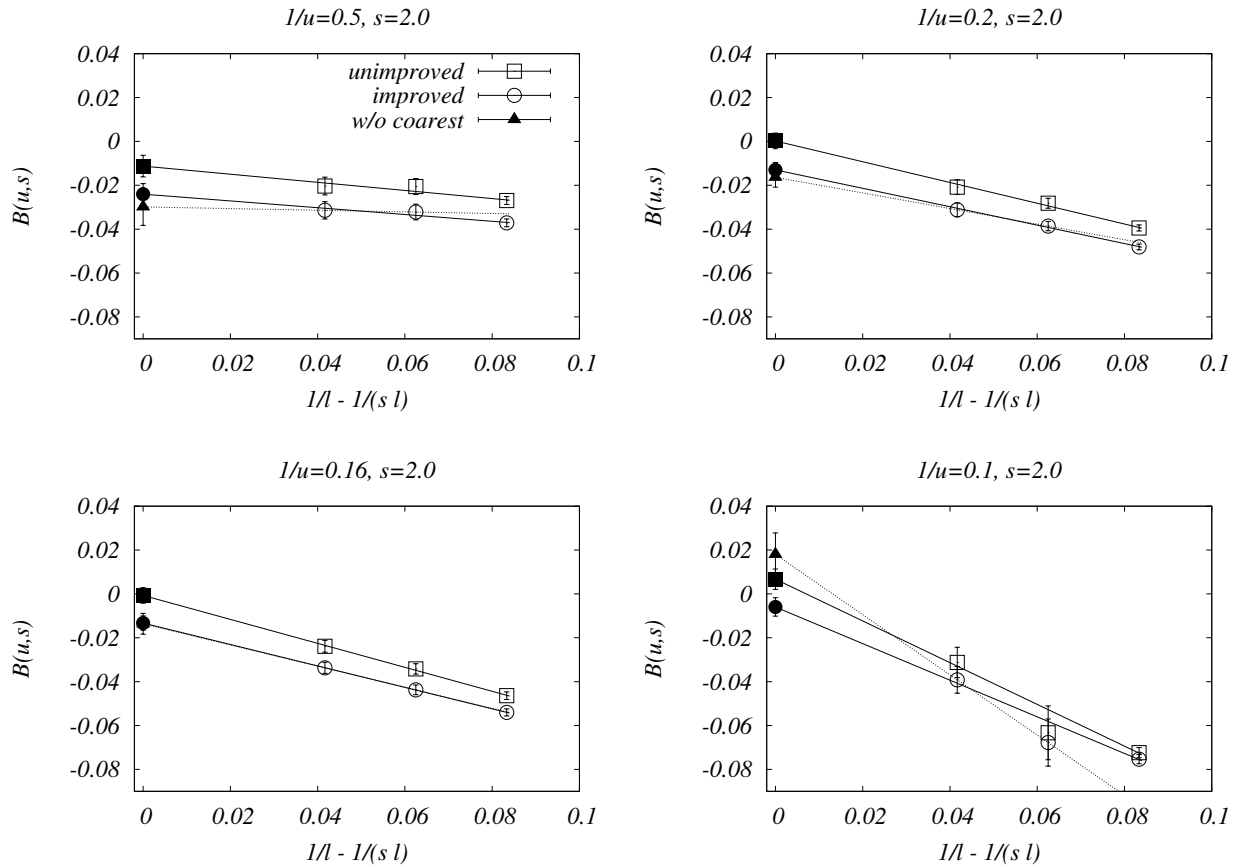 1/u=0.5, s=2.0
unimproved
improved
w/o coarest
B(u,s)
0.04
0.02
0
-0.02
-0.04
-0.06
-0.08
0 0.02 0.04 0.06 0.08 0.1
1/l - 1/(s l)
1/u=0.2, s=2.0
B(u,s)
0.04
0.02
0
-0.02
-0.04
-0.06
-0.08
0 0.02 0.04 0.06 0.08 0.1
1/l - 1/(s l)
1/u=0.16, s=2.0
B(u,s)
0.04
0.02
0
-0.02
-0.04
-0.06
-0.08
0 0.02 0.04 0.06 0.08 0.1
1/l - 1/(s l)
1/u=0.1, s=2.0
B(u,s)
0.04
0.02
0
-0.02
-0.04
-0.06
-0.08
0 0.02 0.04 0.06 0.08 0.1
1/l - 1/(s l)